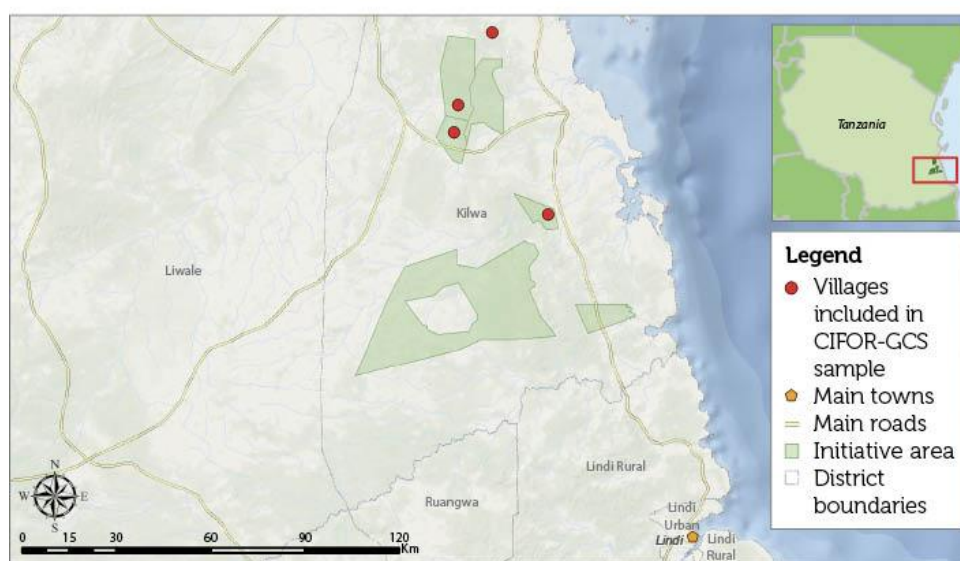 Tanzania
Kilwa
Liwale
Lindi Rural
Ruangwa
Lindi
Urban
Lindi
Lindi
Rural
N
W E
S
0 15 30 60 90 120
Km
Legend
Villages
included in
CIFOR-GCS
sample
Main towns
Main roads
Initiative area
District
boundaries